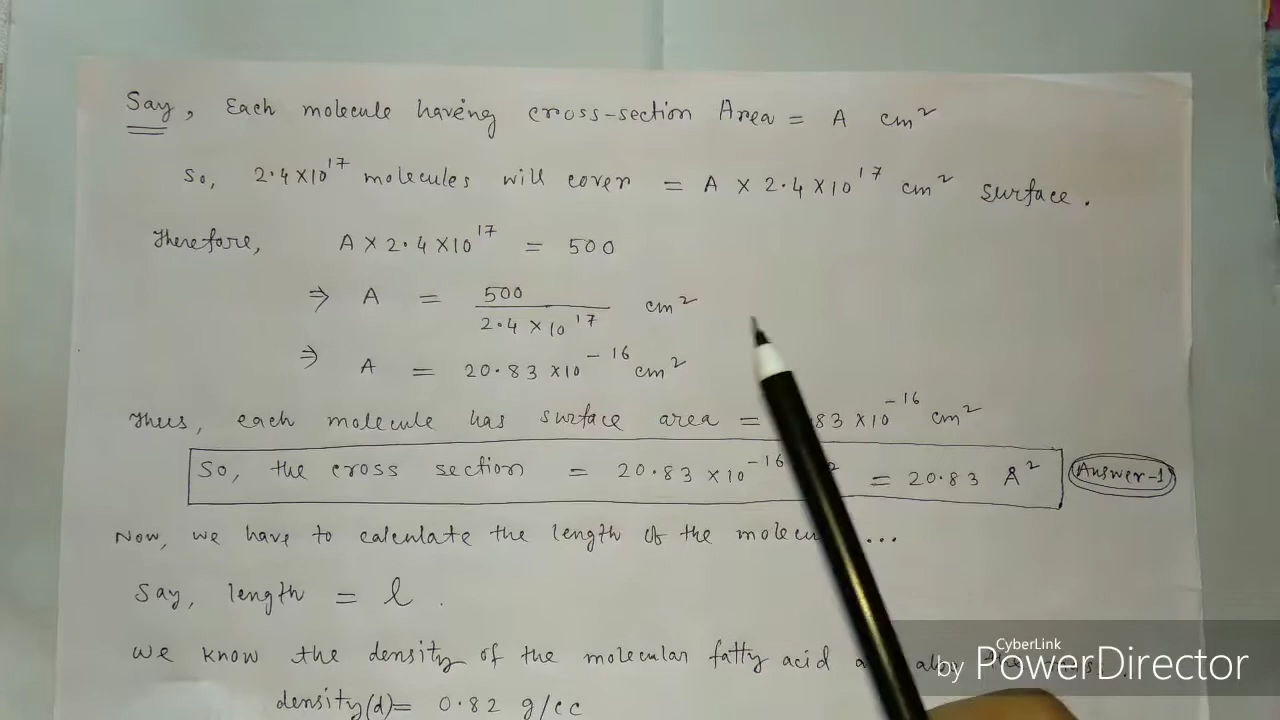 Say, Each molecule having cross-section Area = A cm²
So, 2.4×10¹⁷ molecules will cover = A × 2.4×10¹⁷ cm² surface.
Therefore, A×2.4×10¹⁷ = 500
⇒ A = 500 / 2.4×10¹⁷ cm²
⇒ A = 20.83×10⁻¹⁶ cm²
Thus, each molecule has surface area = 83×10⁻¹⁶ cm²
So, the cross section = 20.83×10⁻¹⁶ ² = 20.83 Å² Answer-1
Now, we have to calculate the length of the ...
Say, length = l.
we know the density of the molecular fatty acid
density(d)= 0.82 g/cc
CyberLink
by PowerDirector